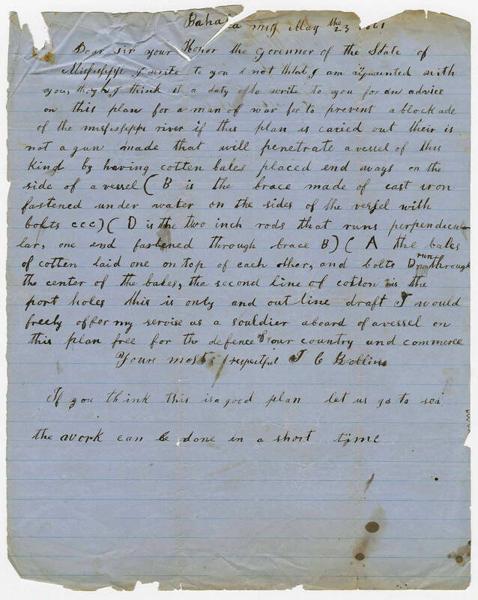 Baha a miss May the 23 1861
Dear Sir your Honor the Governor of the State of
Mississippi I write to you not that I am aquainted with
you, I think it a duty to write to you for an advice
on this plan for a man of war for to prevent a blockade
of the mississippi river if this plan is caried out their is
not a gun made that will penetrate a vessel of this
kind by having cotten bales placed end ways on the
side of a vessel ( B is the brace made of cast iron
fastened under water on the sides of the vessel with
bolts ccc) ( D is the two inch rods that runs perpendicu
lar, one end fastened through brace B) ( A the bales
of cotten laid one on top of each other, and bolts D run through
the center of the bales, the second line of cotton is the
port holes this is only and out line draft I would
freely offer my servise as a souldier aboard of a vessel on
this plan free for the defence of our country and commerce
Yours most respectful J C Rollins
If you think this is a good plan let us go to sea
the work can be done in a short time